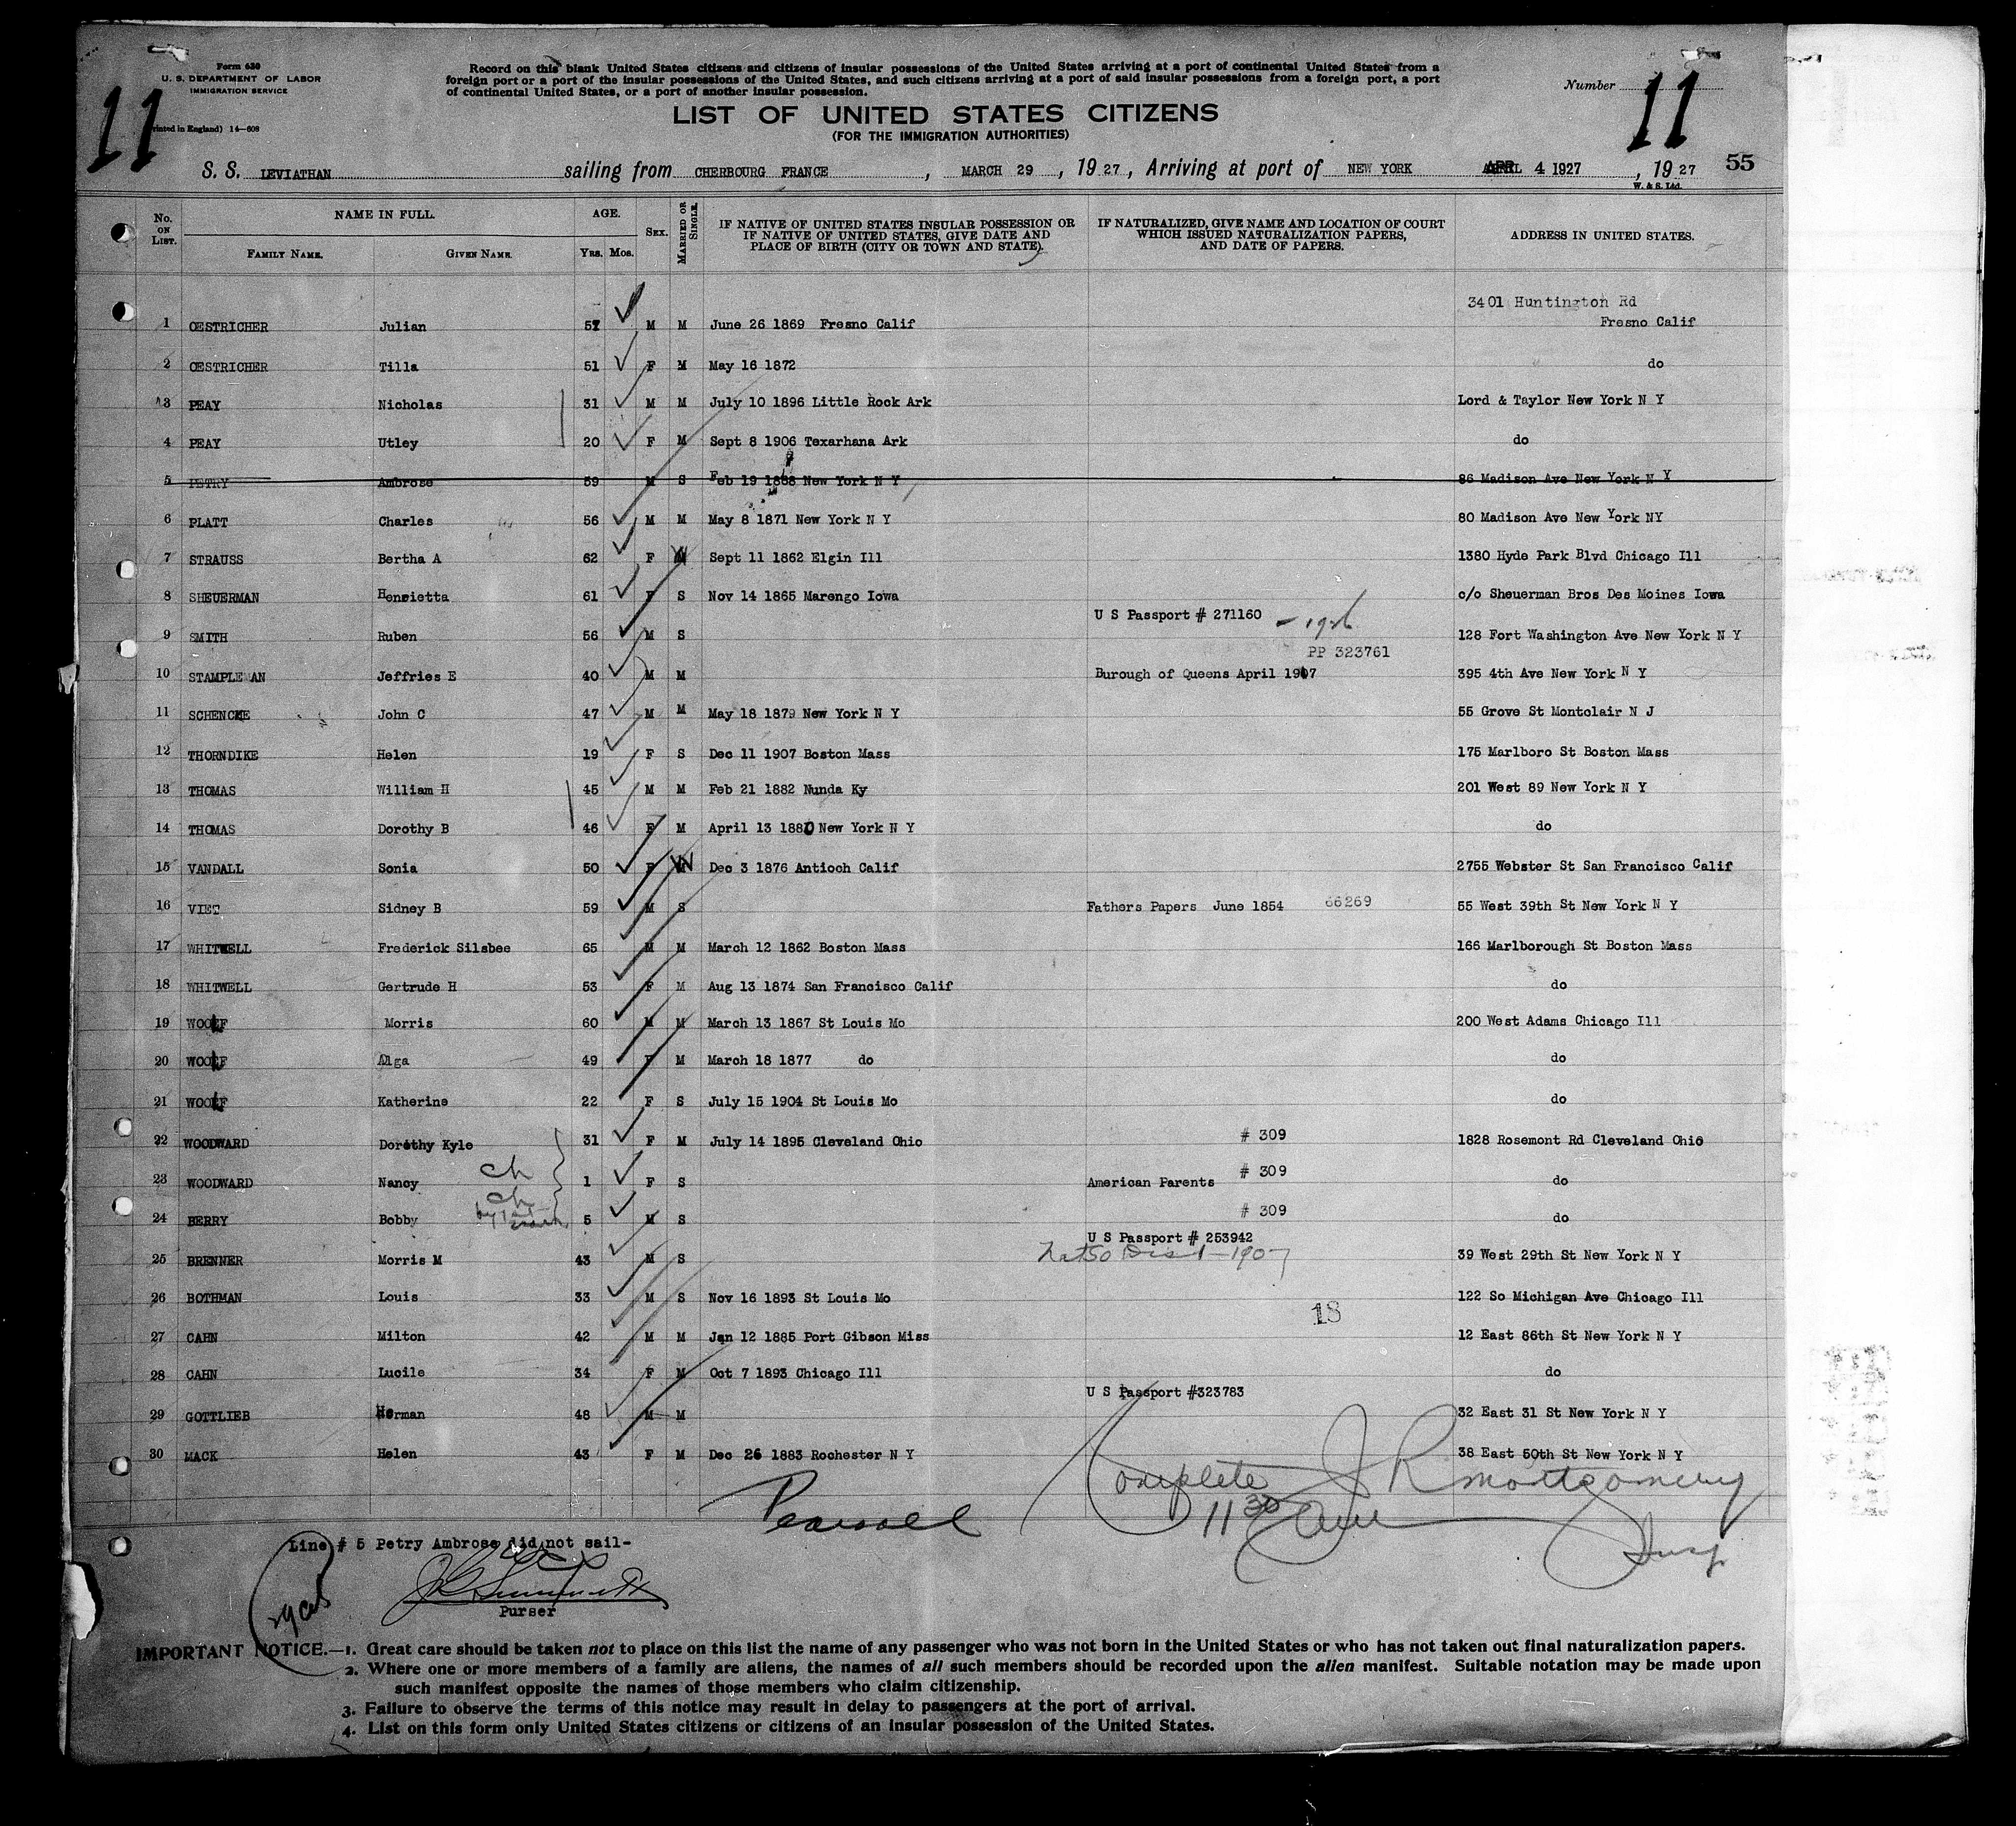 Form 630
U. S. DEPARTMENT OF LABOR
IMMIGRATION SERVICE
(Printed in England) 14—608
11
Record on this blank United States citizens and citizens of insular possessions of the United States arriving at a port of continental United States from a
foreign port or a port of the insular possessions of the United States, and such citizens arriving at a port of said insular possessions from a foreign port, a port
of continental United States, or a port of another insular possession.
LIST OF UNITED STATES CITIZENS
(FOR THE IMMIGRATION AUTHORITIES)
Number 11
S. S. LEVIATHAN sailing from CHERBOURG FRANCE , MARCH 29 , 1927 , Arriving at port of NEW YORK APRIL 4 1927 , 1927 55
W. & S. Ltd.
No. ON LIST. NAME IN FULL. FAMILY NAME. GIVEN NAME. AGE. YRS. MOS. SEX. MARRIED OR SINGLE. IF NATIVE OF UNITED STATES INSULAR POSSESSION OR IF NATIVE OF UNITED STATES, GIVE DATE AND PLACE OF BIRTH (CITY OR TOWN AND STATE). IF NATURALIZED, GIVE NAME AND LOCATION OF COURT WHICH ISSUED NATURALIZATION PAPERS, AND DATE OF PAPERS. ADDRESS IN UNITED STATES.
3401 Huntington Rd
1 OESTRICHER Julian 57 M M June 26 1869 Fresno Calif Fresno Calif
2 OESTRICHER Tilla 51 F M May 16 1872 do
3 PEAY Nicholas 31 M M July 10 1896 Little Rock Ark Lord & Taylor New York N Y
4 PEAY Utley 20 F M Sept 8 1906 Texarhana Ark do
5 PETRY Ambrose 59 M S Feb 19 1868 New York N Y 86 Madison Ave New York N Y
6 PLATT Charles 56 M M May 8 1871 New York N Y 80 Madison Ave New York NY
7 STRAUSS Bertha A 62 F W Sept 11 1862 Elgin Ill 1380 Hyde Park Blvd Chicago Ill
8 SHEUERMAN Henrietta 61 F S Nov 14 1865 Marengo Iowa c/o Sheuerman Bros Des Moines Iowa
U S Passport # 271160
9 SMITH Ruben 56 M S 128 Fort Washington Ave New York N Y
PP 323761
10 STAMPLEMAN Jeffries E 40 M M Borough of Queens April 1907 395 4th Ave New York N Y
11 SCHENCKE John C 47 M M May 18 1879 New York N Y 55 Grove St Montclair N J
12 THORNDIKE Helen 19 F S Dec 11 1907 Boston Mass 175 Marlboro St Boston Mass
13 THOMAS William H 45 M M Feb 21 1882 Nunda Ky 201 West 89 New York N Y
14 THOMAS Dorothy B 46 F M April 13 1880 New York N Y do
15 VANDALL Sonia 50 F W Dec 3 1876 Antioch Calif 2755 Webster St San Francisco Calif
16 VIET Sidney B 59 M S Fathers Papers June 1854 66269 55 West 39th St New York N Y
17 WHITWELL Frederick Silsbee 65 M M March 12 1862 Boston Mass 166 Marlborough St Boston Mass
18 WHITWELL Gertrude H 53 F M Aug 13 1874 San Francisco Calif do
19 WOOLF Morris 60 M M March 13 1867 St Louis Mo 200 West Adams Chicago Ill
20 WOOLF Alga 49 F M March 18 1877 do do
21 WOOLF Katherine 22 F S July 15 1904 St Louis Mo do
22 WOODWARD Dorothy Kyle 31 F M July 14 1895 Cleveland Ohio # 309 1828 Rosemont Rd Cleveland Ohio
23 WOODWARD Nancy ch 1 F S American Parents # 309 do
24 BERRY Bobby ch 5 M S # 309 do
U S Passport # 253942
25 BRENNER Morris M 43 M S 39 West 29th St New York N Y
26 BOTHMAN Louis 33 M S Nov 16 1893 St Louis Mo 122 So Michigan Ave Chicago Ill
18
27 CAHN Milton 42 M M Jan 12 1885 Port Gibson Miss 12 East 86th St New York N Y
28 CAHN Lucile 34 F M Oct 7 1893 Chicago Ill do
U S Passport #323783
29 GOTTLIEB Herman 48 M M 32 East 31 St New York N Y
30 MACK Helen 43 F M Dec 26 1883 Rochester N Y 38 East 50th St New York N Y
Complete J R Montgomery
11 30 am
Pearsall
Insp
Line # 5 Petry Ambrose did not sail-
Purser
IMPORTANT NOTICE.—1. Great care should be taken not to place on this list the name of any passenger who was not born in the United States or who has not taken out final naturalization papers.
2. Where one or more members of a family are aliens, the names of all such members should be recorded upon the alien manifest. Suitable notation may be made upon
such manifest opposite the names of those members who claim citizenship.
3. Failure to observe the terms of this notice may result in delay to passengers at the port of arrival.
4. List on this form only United States citizens or citizens of an insular possession of the United States.